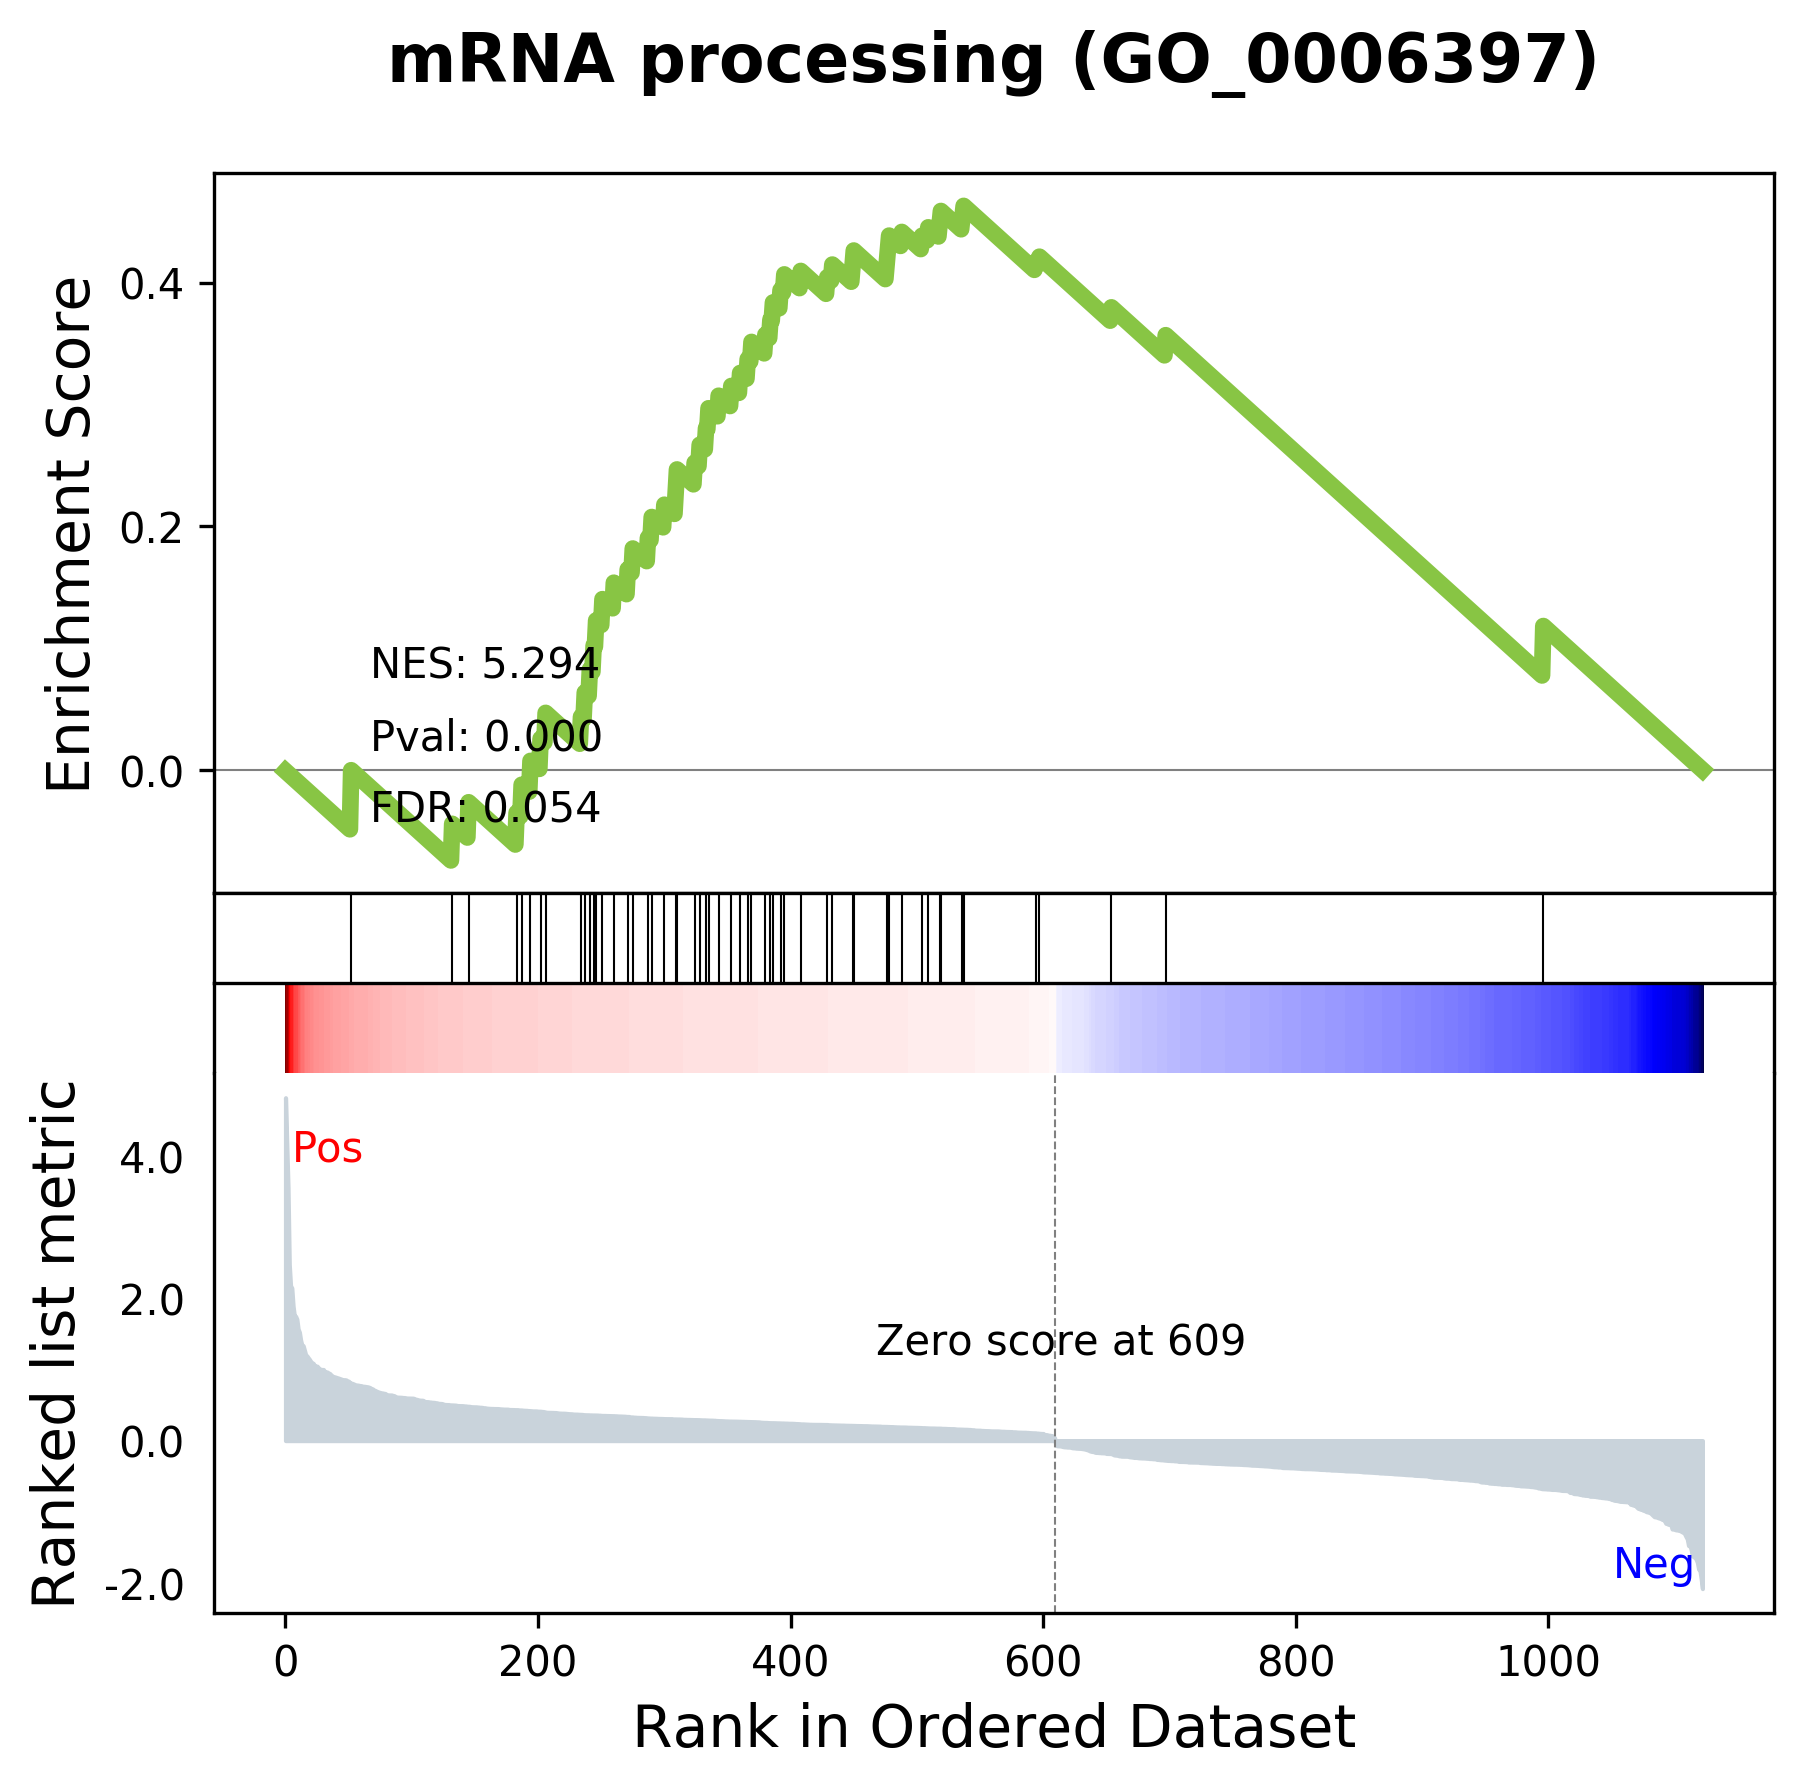 mRNA processing (GO_0006397)
Enrichment Score
0.4
0.2
0.0
NES: 5.294
Pval: 0.000
FDR: 0.054
Ranked list metric
4.0
2.0
0.0
-2.0
Pos
Zero score at 609
Neg
0 200 400 600 800 1000
Rank in Ordered Dataset